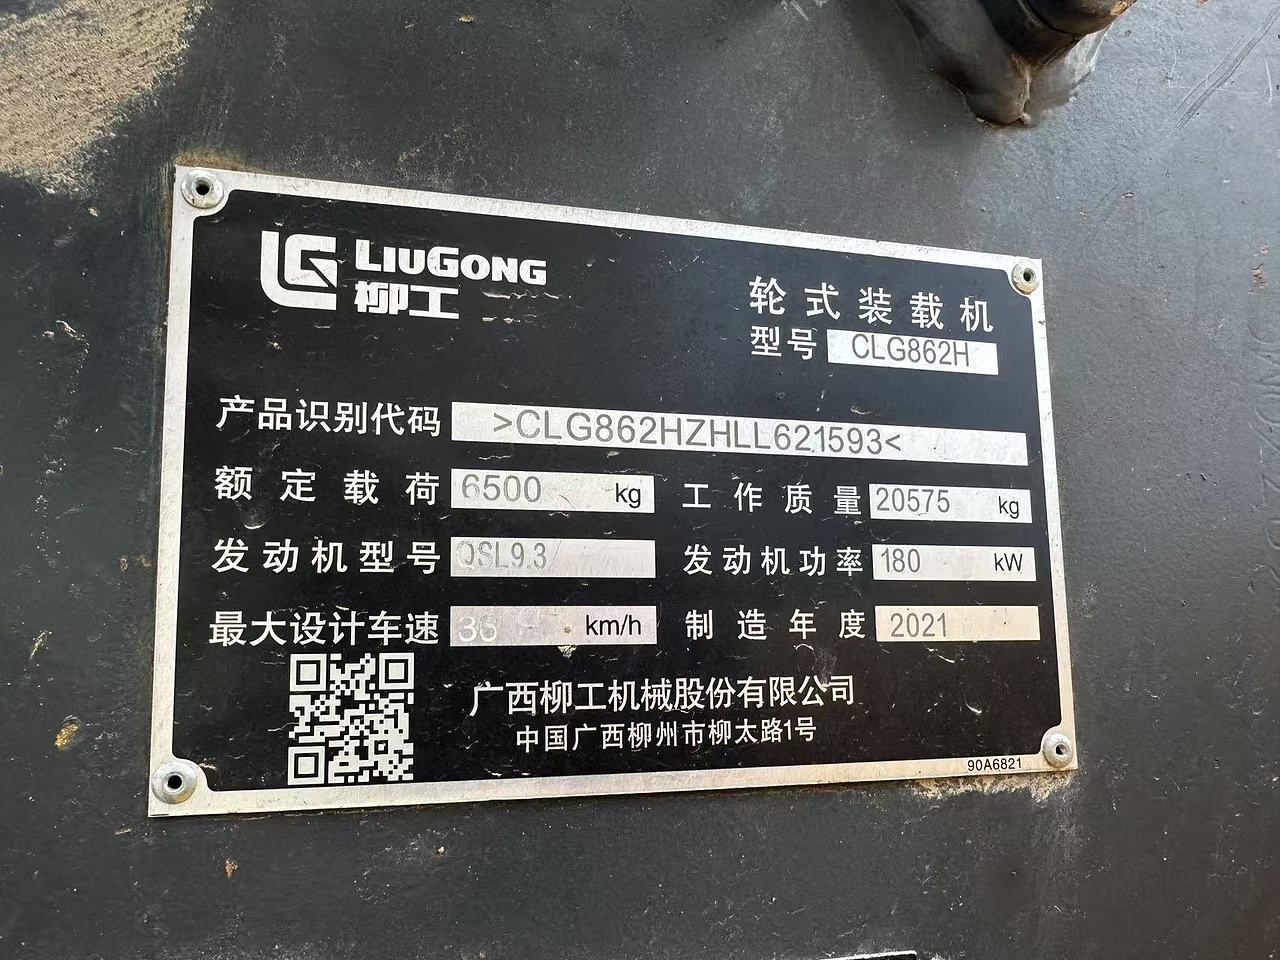 LIUGONG
柳工
轮式装载机
型号 CLG862H
产品识别代码 >CLG862HZHLL621593<
额定载荷 6500 kg 工作质量 20575 kg
发动机型号 QSL9.3/ 发动机功率 180 kW
最大设计车速 36 km/h 制造年度 2021
广西柳工机械股份有限公司
中国广西柳州市柳太路1号
90A6821